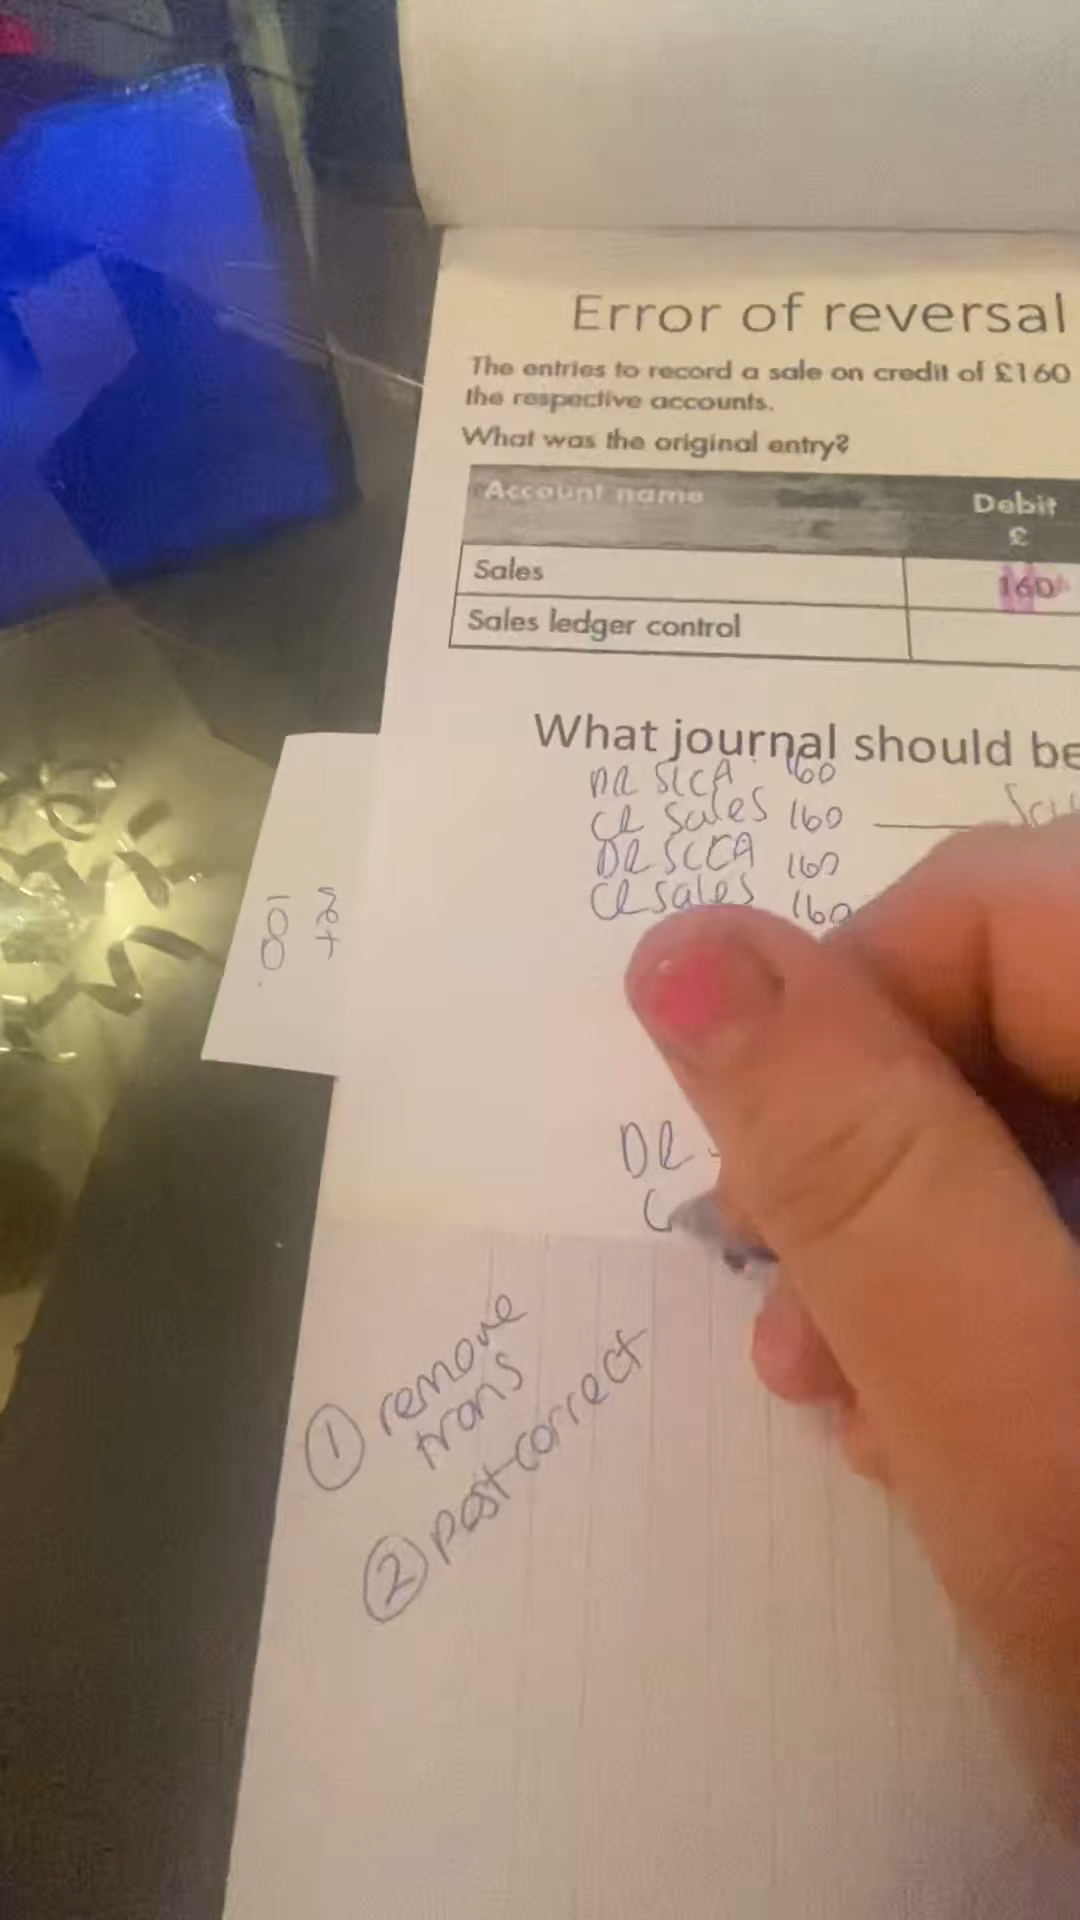 Error of reversal
The entries to record a sale on credit of £160
the respective accounts.
What was the original entry?
Account name Debit
£
Sales 160
Sales ledger control
What journal should be
DR SLCA 160
CR Sales 160
DR SLCA 160
CR sales 160
DR
C
① remove
trans
② post correct
100
net